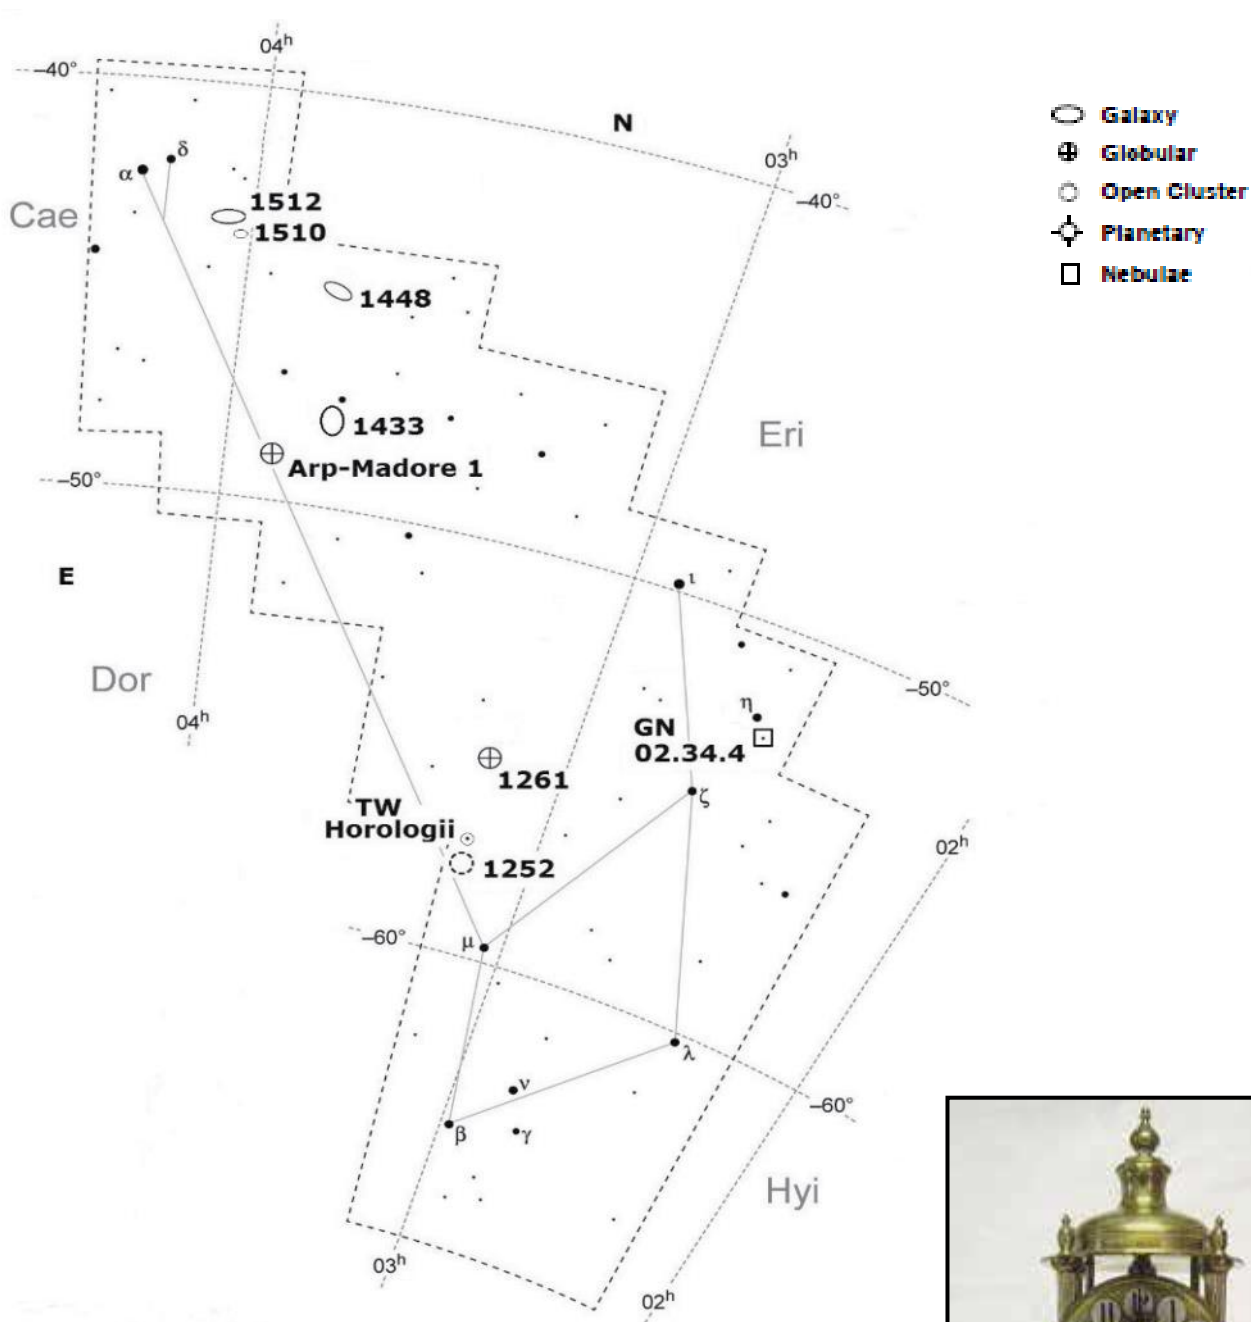 04ʰ
–40°
N
03ʰ
–40°
Galaxy
Globular
Open Cluster
Planetary
Nebulae
δ
α
Cae
1512
1510
1448
Eri
1433
Arp-Madore 1
–50°
E
ι
Dor
–50°
04ʰ
η
GN
02.34.4
1261
ζ
TW
Horologii
02ʰ
1252
μ
–60°
λ
ν
–60°
β
γ
Hyi
03ʰ
02ʰ